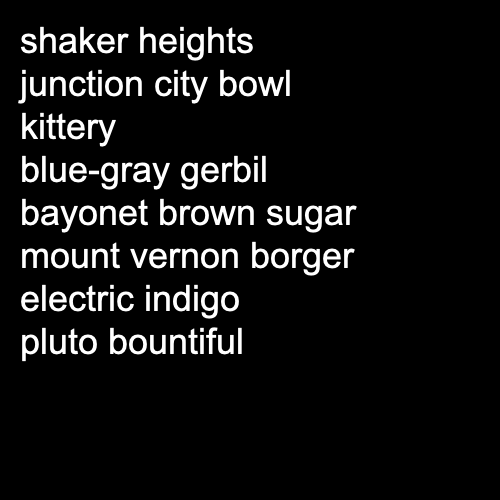 shaker heights
junction city bowl
kittery
blue-gray gerbil
bayonet brown sugar
mount vernon borger
electric indigo
pluto bountiful